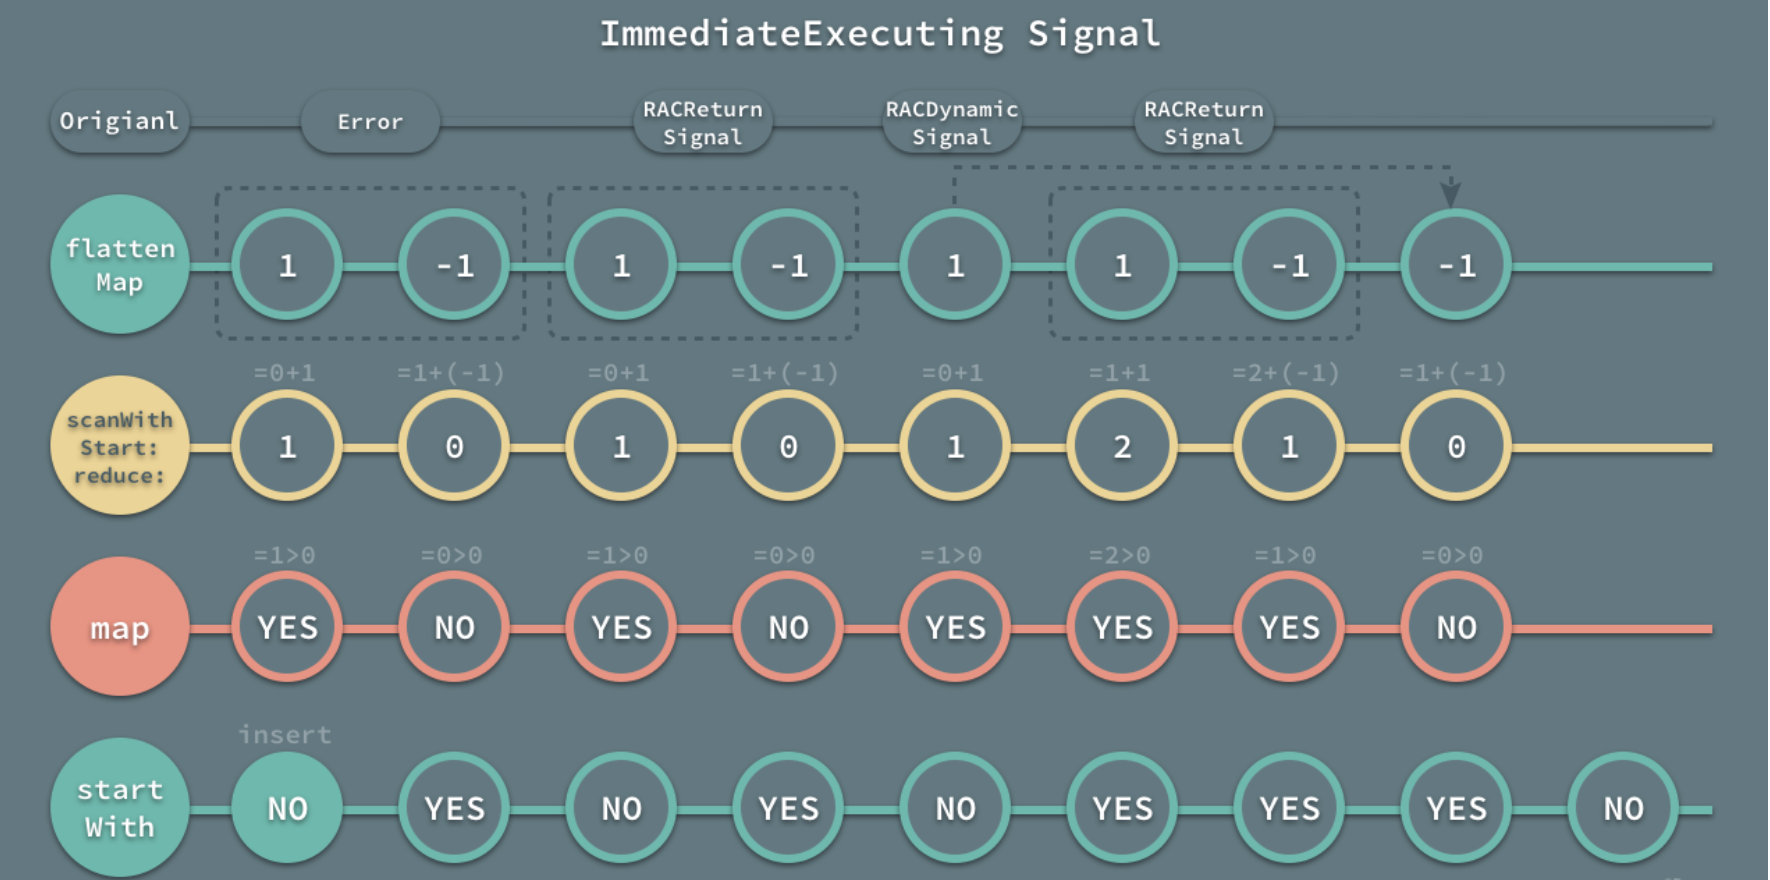 ImmediateExecuting Signal
Origianl
Error
RACReturn
Signal
RACDynamic
Signal
RACReturn
Signal
flatten
Map
1 -1 1 -1 1 1 -1 -1
=0+1 =1+(-1) =0+1 =1+(-1) =0+1 =1+1 =2+(-1) =1+(-1)
scanWith
Start:
reduce:
1 0 1 0 1 2 1 0
=1>0 =0>0 =1>0 =0>0 =1>0 =2>0 =1>0 =0>0
map
YES NO YES NO YES YES YES NO
insert
start
With
NO YES NO YES NO YES YES YES NO